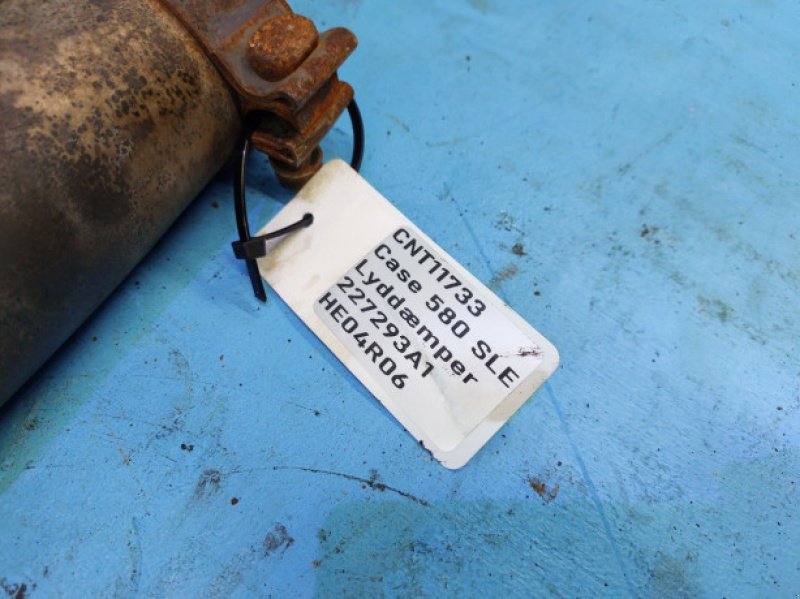 CNT11733
Case 580 SLE
Lyddæmper
227293A1
HE04R06